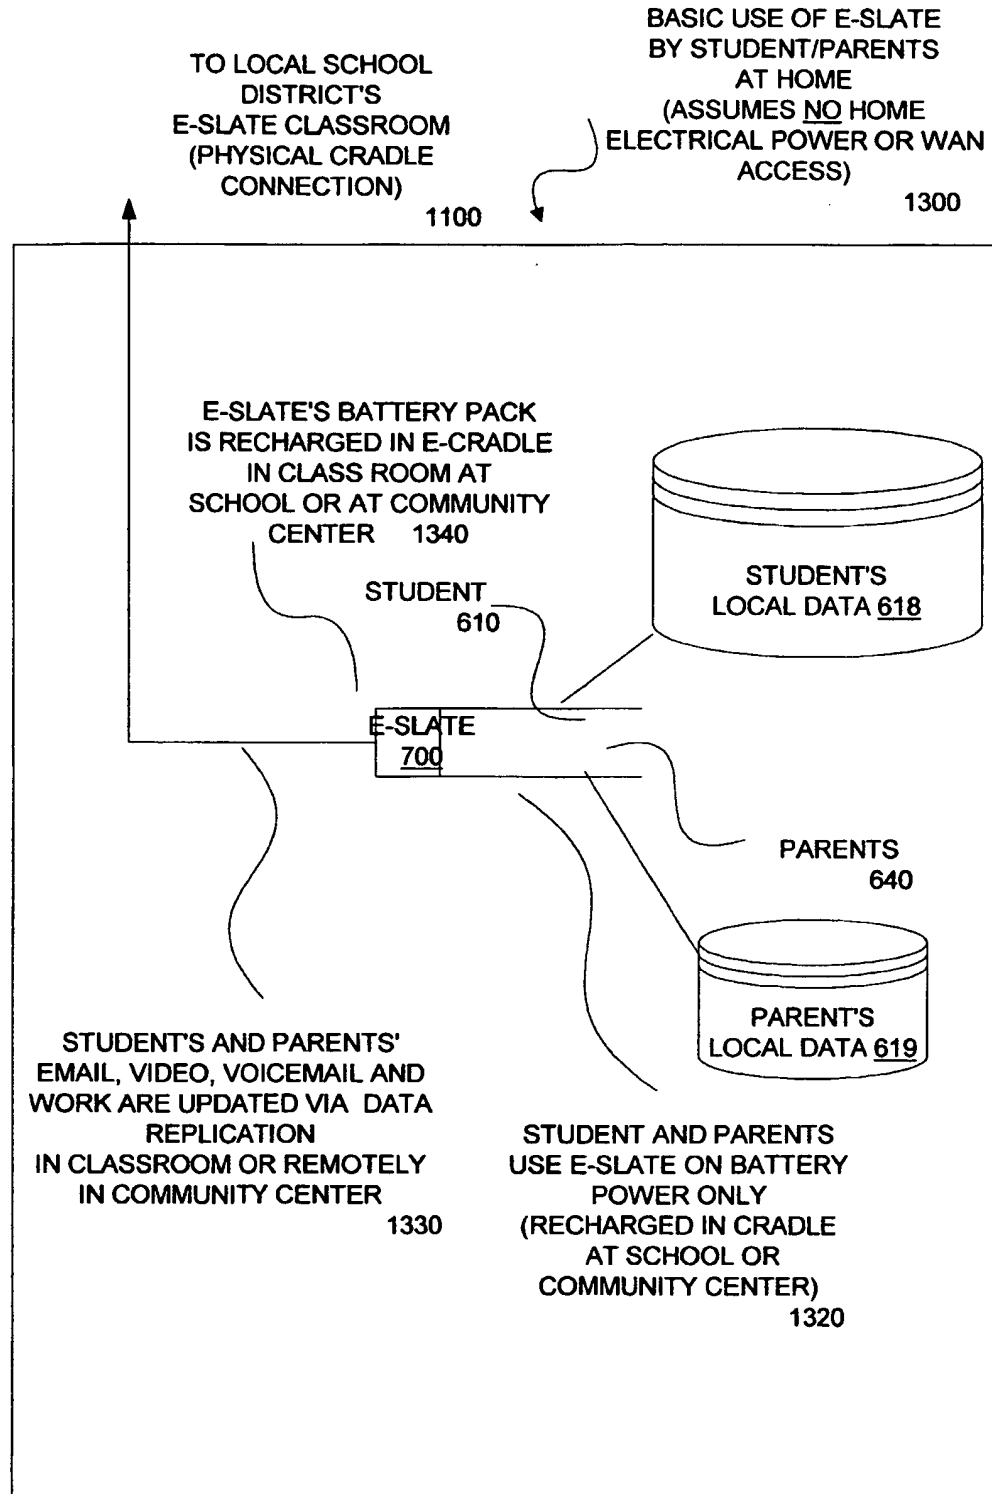 BASIC USE OF E-SLATE
BY STUDENT/PARENTS
AT HOME
(ASSUMES NO HOME
ELECTRICAL POWER OR WAN
ACCESS)
1300
TO LOCAL SCHOOL
DISTRICT'S
E-SLATE CLASSROOM
(PHYSICAL CRADLE
CONNECTION)
1100
E-SLATE'S BATTERY PACK
IS RECHARGED IN E-CRADLE
IN CLASS ROOM AT
SCHOOL OR AT COMMUNITY
CENTER 1340
STUDENT
610
STUDENT'S
LOCAL DATA 618
E-SLATE
700
PARENTS
640
PARENT'S
LOCAL DATA 619
STUDENT'S AND PARENTS'
EMAIL, VIDEO, VOICEMAIL AND
WORK ARE UPDATED VIA DATA
REPLICATION
IN CLASSROOM OR REMOTELY
IN COMMUNITY CENTER
1330
STUDENT AND PARENTS
USE E-SLATE ON BATTERY
POWER ONLY
(RECHARGED IN CRADLE
AT SCHOOL OR
COMMUNITY CENTER)
1320